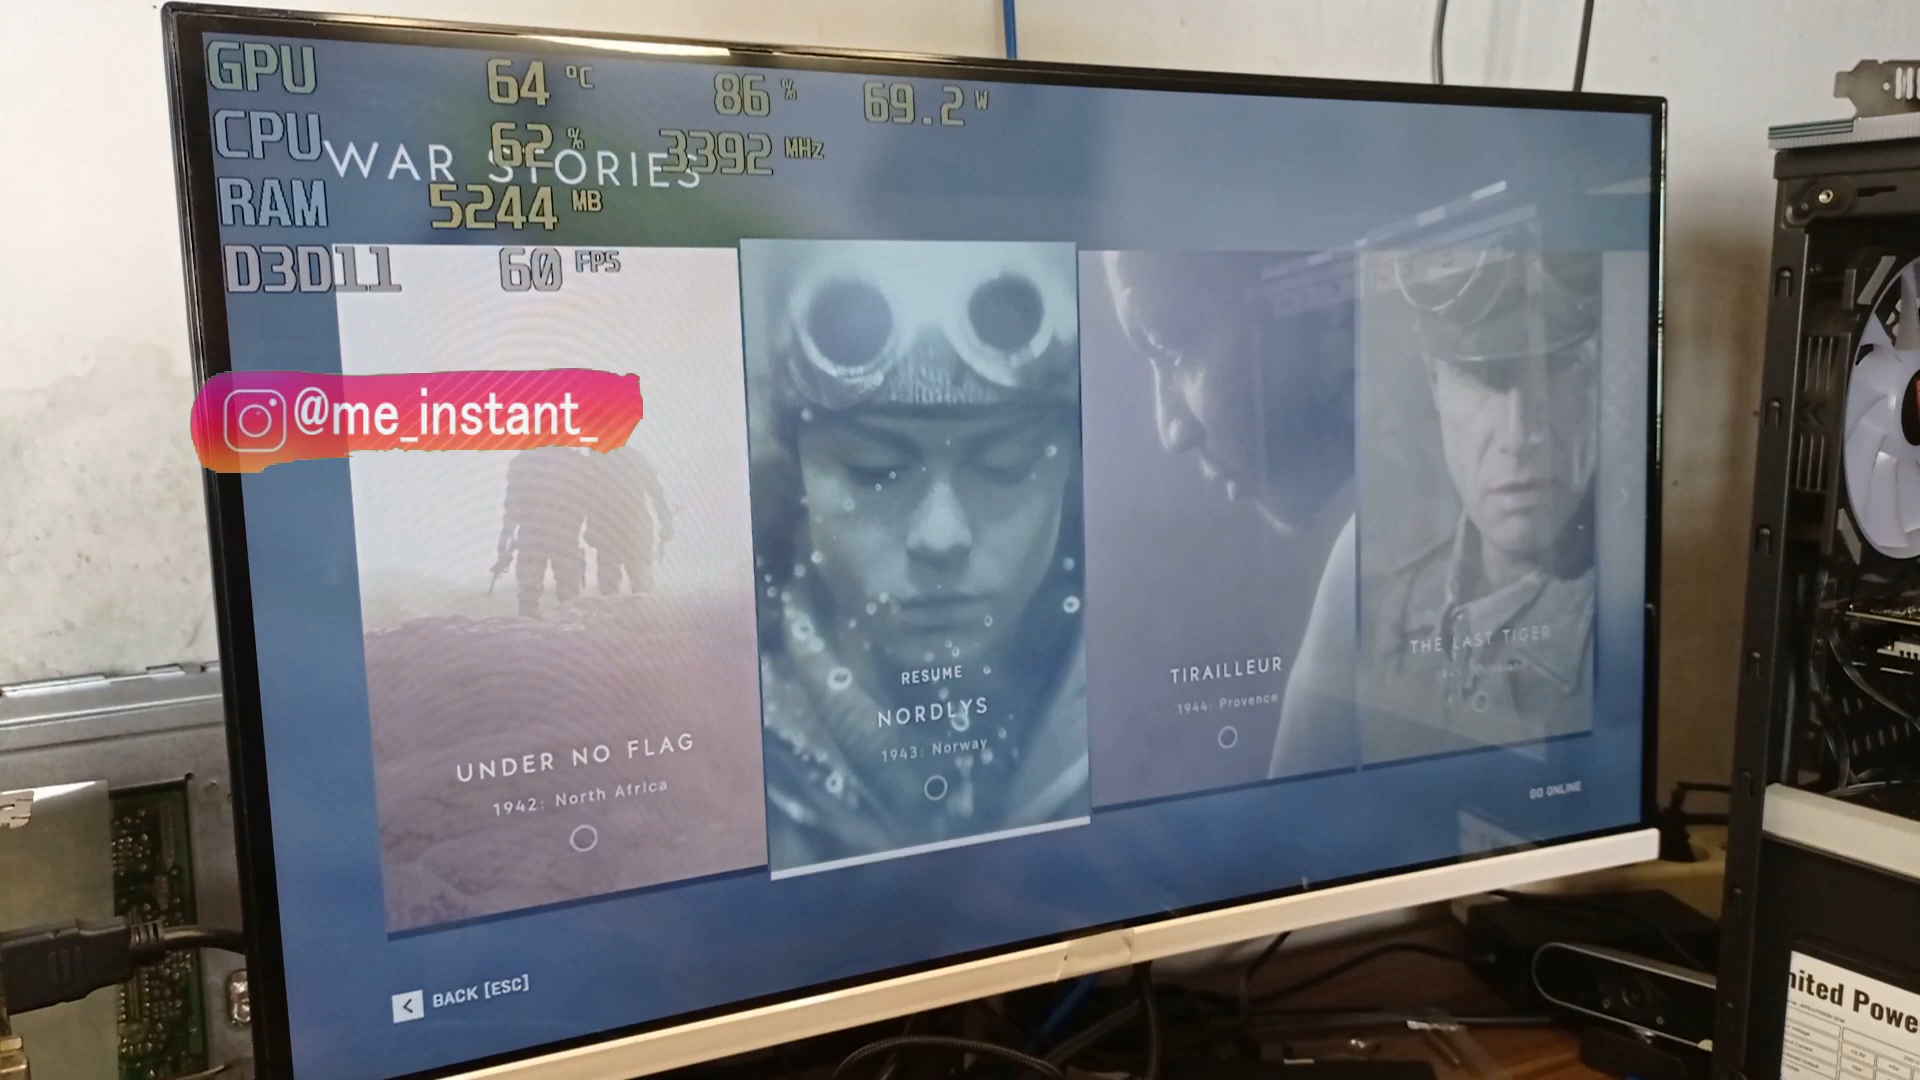 GPU 64 °C 86 % 69.2 W
CPU 62 % 3392 MHz
WAR STORIES
RAM 5244 MB
D3D11 60 FPS
@me_instant_
UNDER NO FLAG
1942: North Africa
RESUME
NORDLYS
1943: Norway
TIRAILLEUR
1944: Provence
THE LAST TIGER
GO ONLINE
< BACK [ESC]